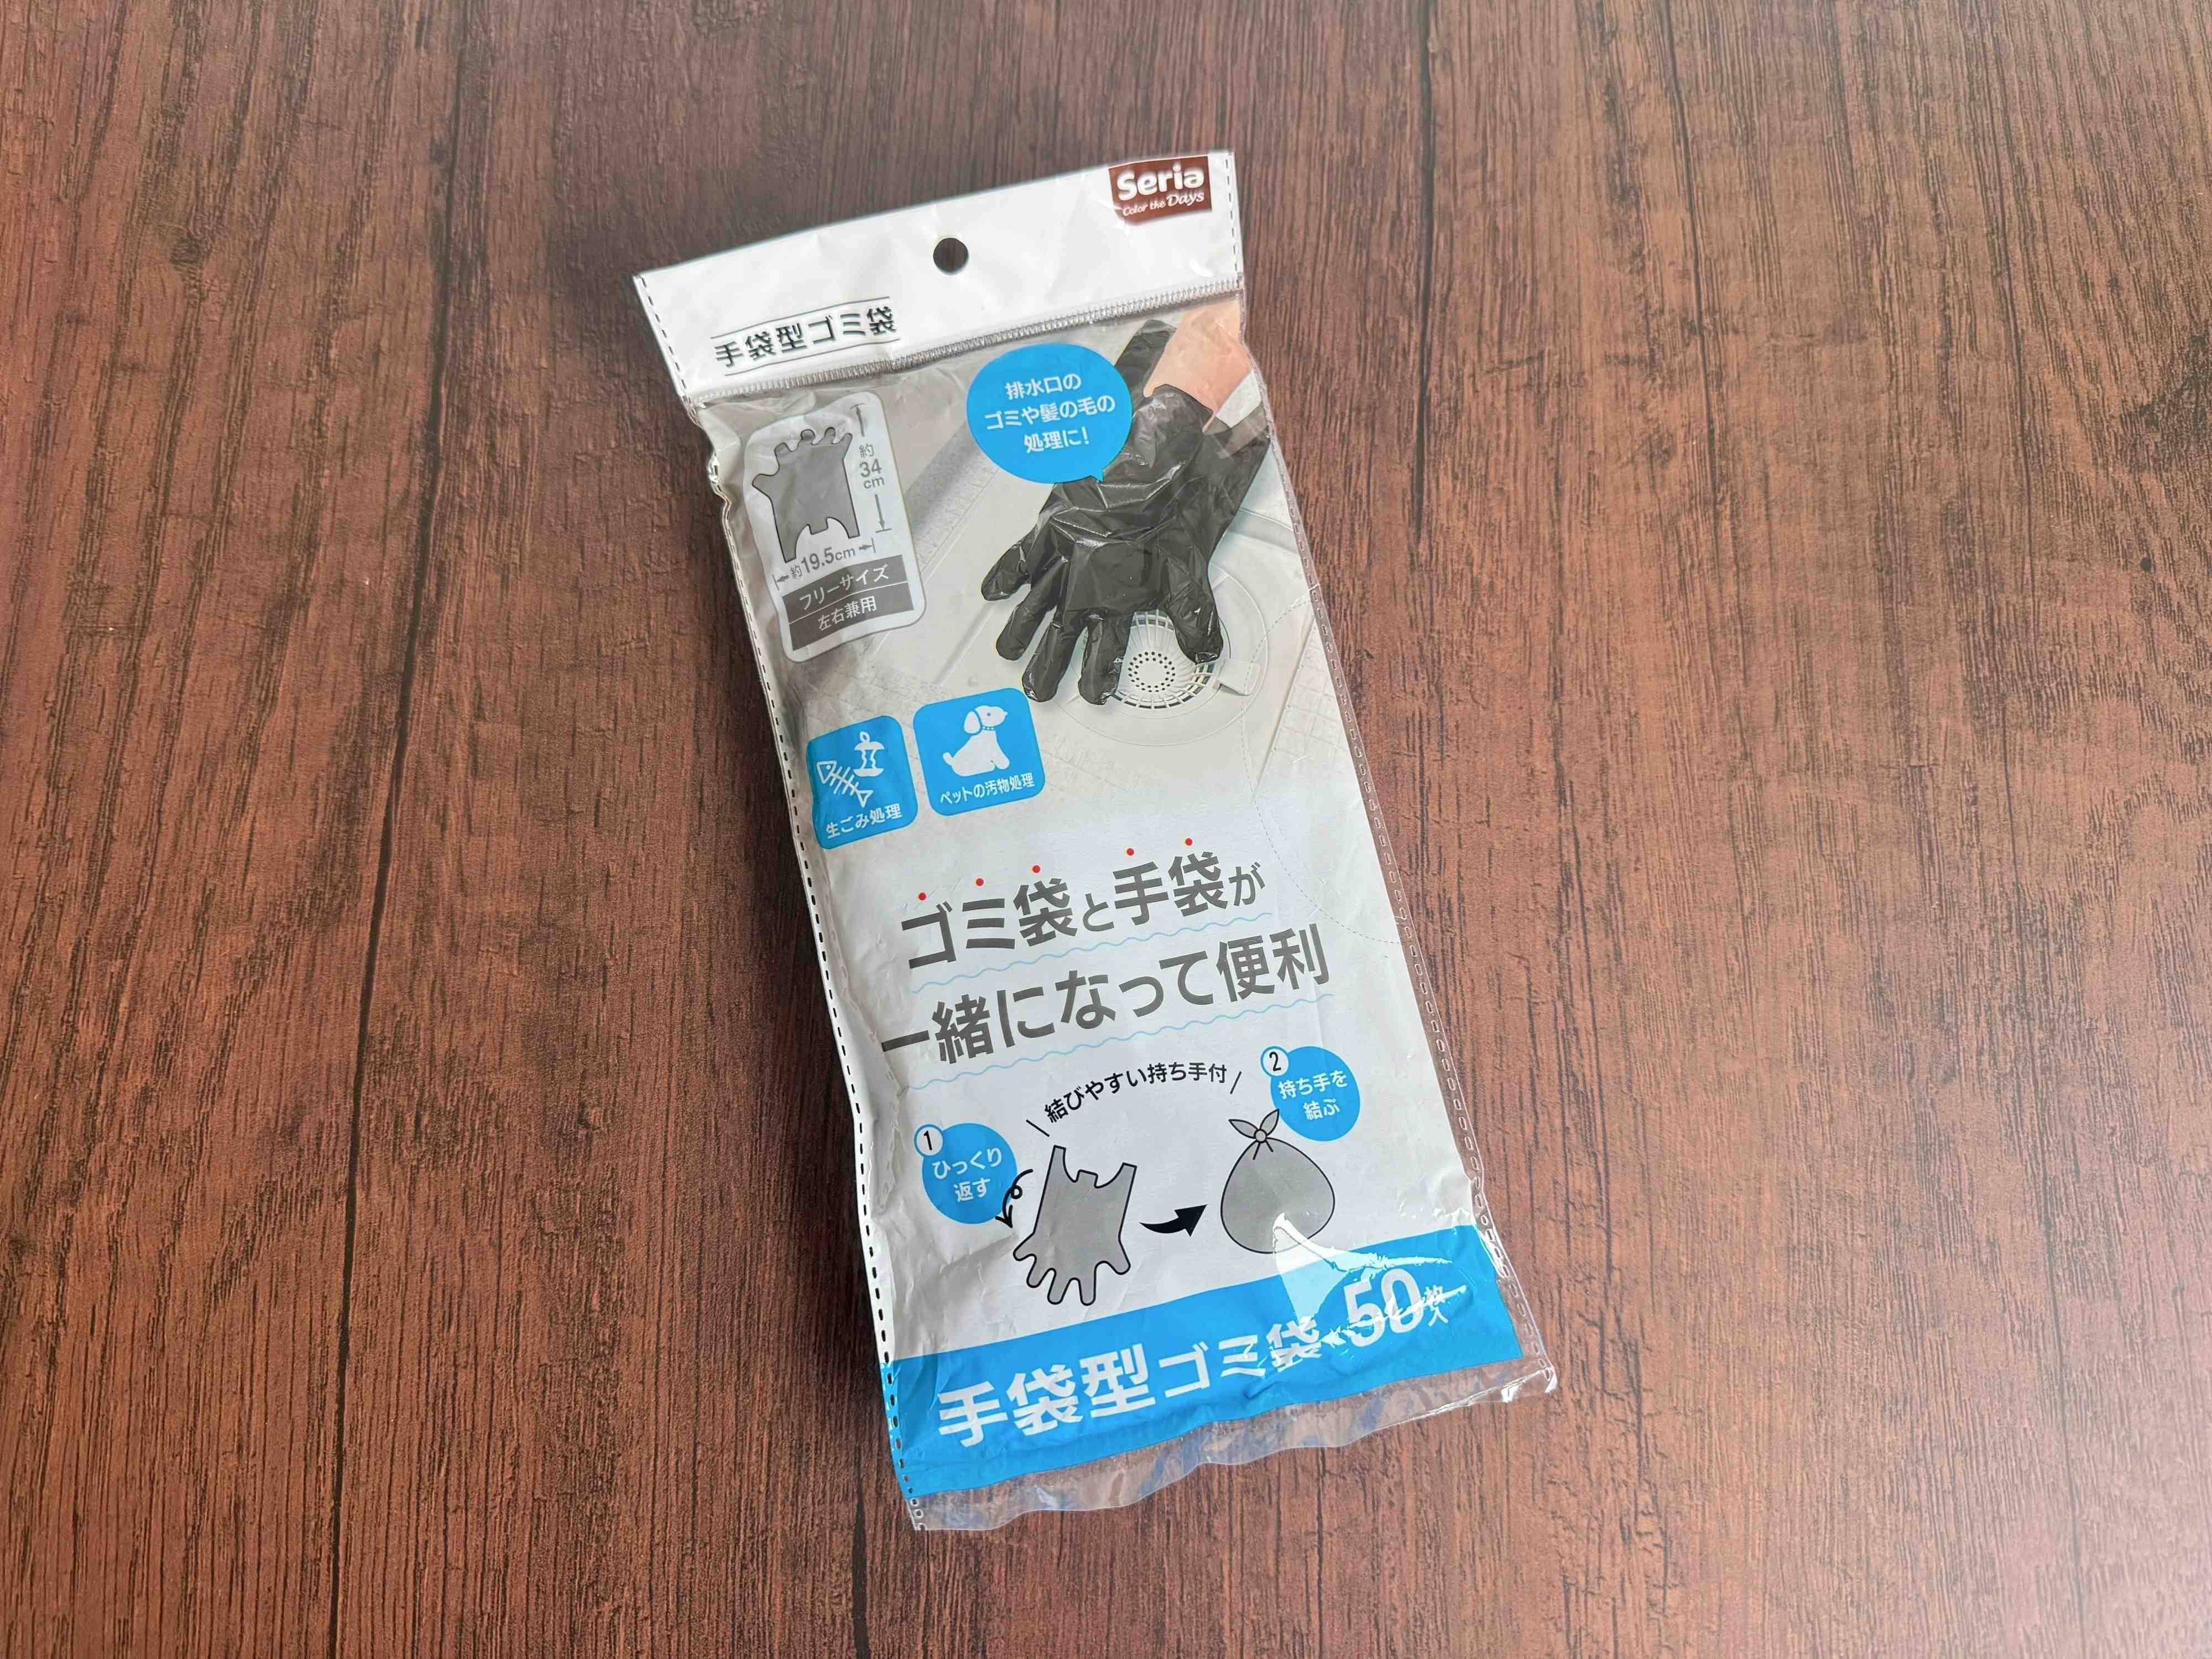 Seria
Color the Days
手袋型ゴミ袋
排水口の
ゴミや髪の毛の
処理に!
約
34
cm
約19.5cm
フリーサイズ
左右兼用
生ごみ処理
ペットの汚物処理
ゴミ袋と手袋が
一緒になって便利
結びやすい持ち手付
1
ひっくり
返す
2
持ち手を
結ぶ
手袋型ゴミ袋 50枚入